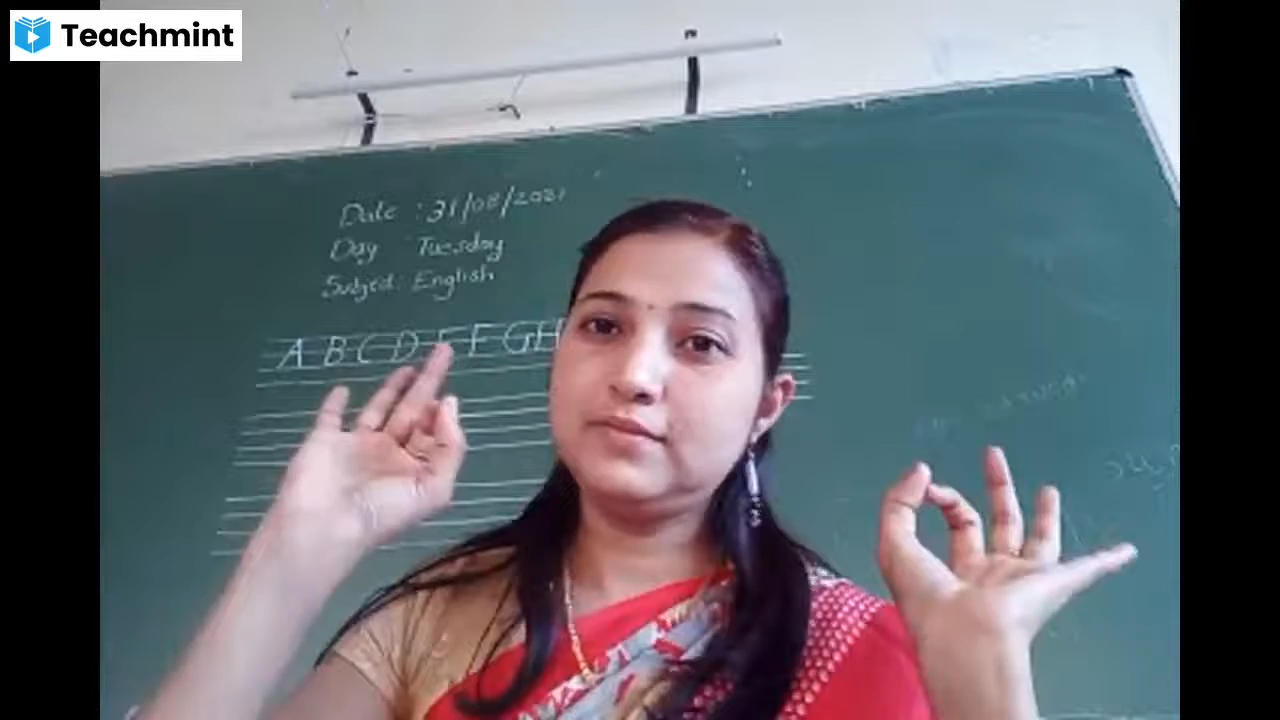 Teachmint
Date : 31/08/2021
Day : Tuesday
Subject : English
A B C D E F G H